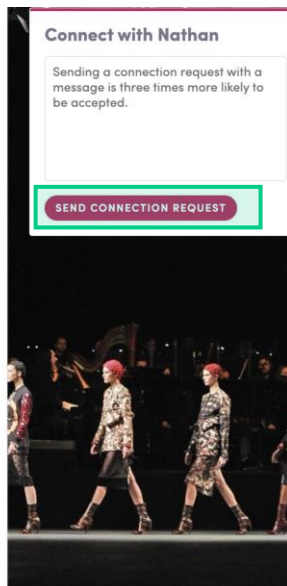 Connect with Nathan
Sending a connection request with a
message is three times more likely to
be accepted.
SEND CONNECTION REQUEST